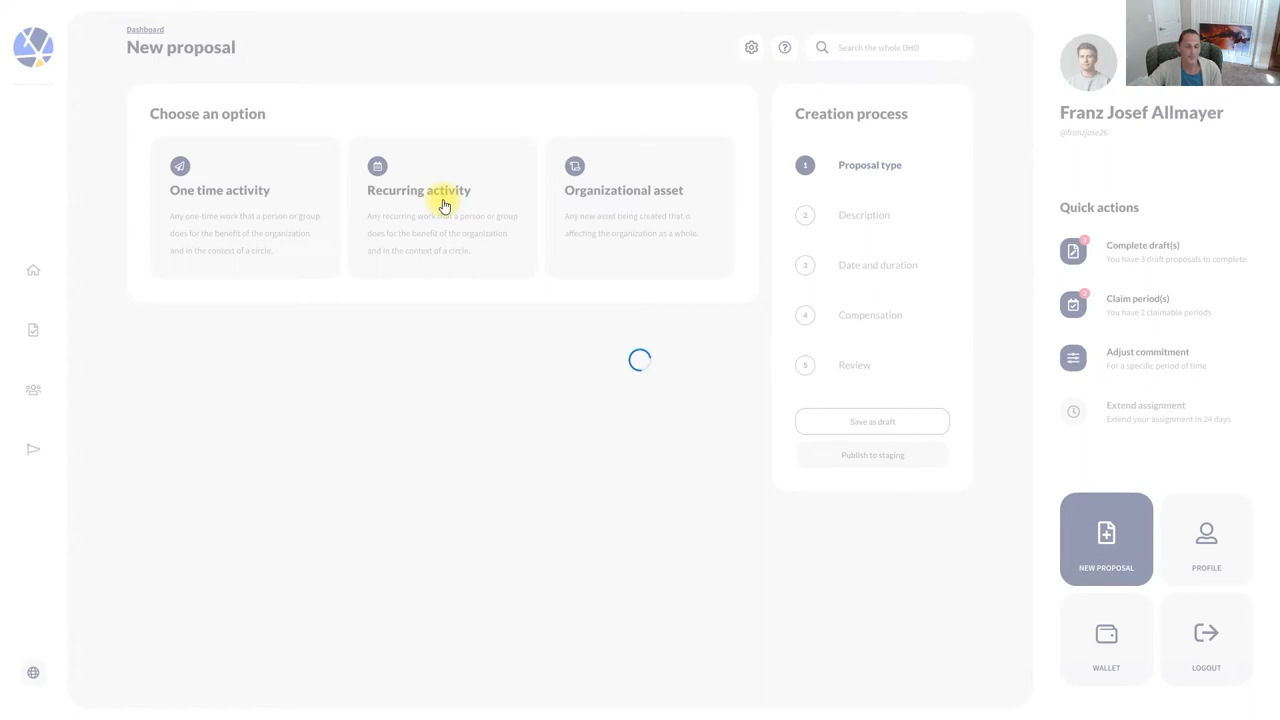 Dashboard
New proposal
Search the whole DHO
Choose an option
One time activity
Any one-time work that a person or group
does for the benefit of the organization
and in the context of a circle.
Recurring activity
Any recurring work that a person or group
does for the benefit of the organization
and in the context of a circle.
Organizational asset
Any new asset being created that is
affecting the organization as a whole.
Creation process
1 Proposal type
2 Description
3 Date and duration
4 Compensation
5 Review
Save as draft
Publish to staging
Franz Josef Allmayer
@franzjose26
Quick actions
3
Complete draft(s)
You have 3 draft proposals to complete
2
Claim period(s)
You have 2 claimable periods
Adjust commitment
For a specific period of time
Extend assignment
Extend your assignment in 24 days
NEW PROPOSAL
PROFILE
WALLET
LOGOUT